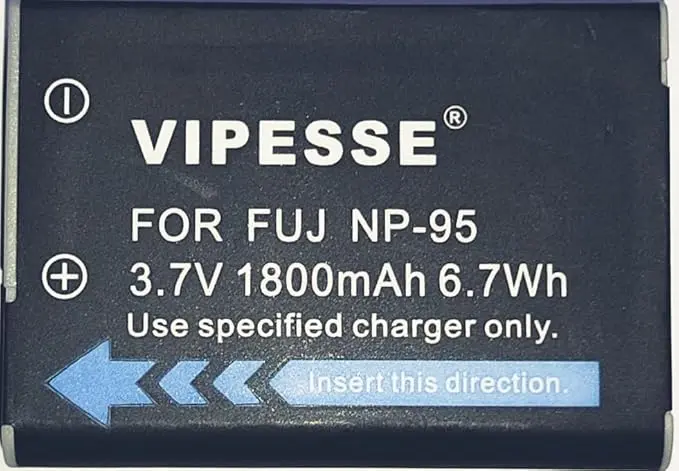 VIPESSE®
FOR FUJ NP-95
3.7V 1800mAh 6.7Wh
Use specified charger only.
Insert this direction.